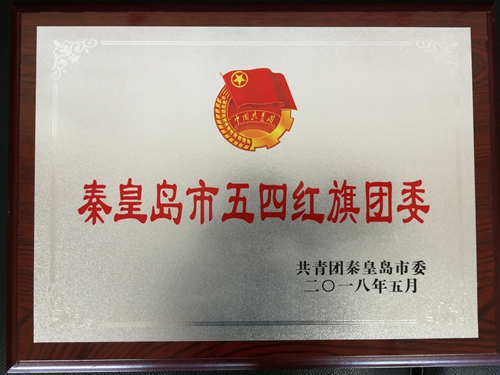 中国共青团
秦皇岛市五四红旗团委
共青团秦皇岛市委
二〇一八年五月